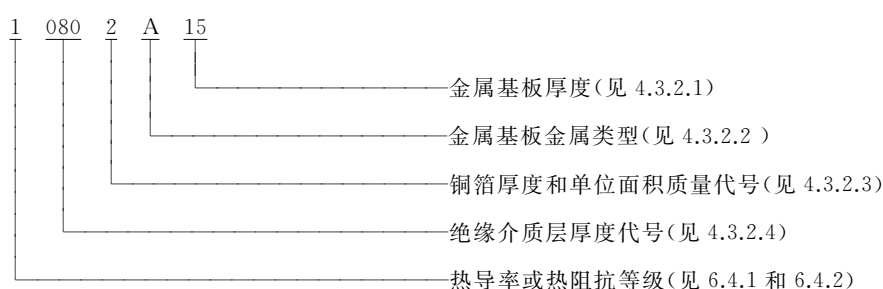 1 080 2 A 15
金属基板厚度(见 4.3.2.1)
金属基板金属类型(见 4.3.2.2 )
铜箔厚度和单位面积质量代号(见 4.3.2.3)
绝缘介质层厚度代号(见 4.3.2.4)
热导率或热阻抗等级(见 6.4.1 和 6.4.2)